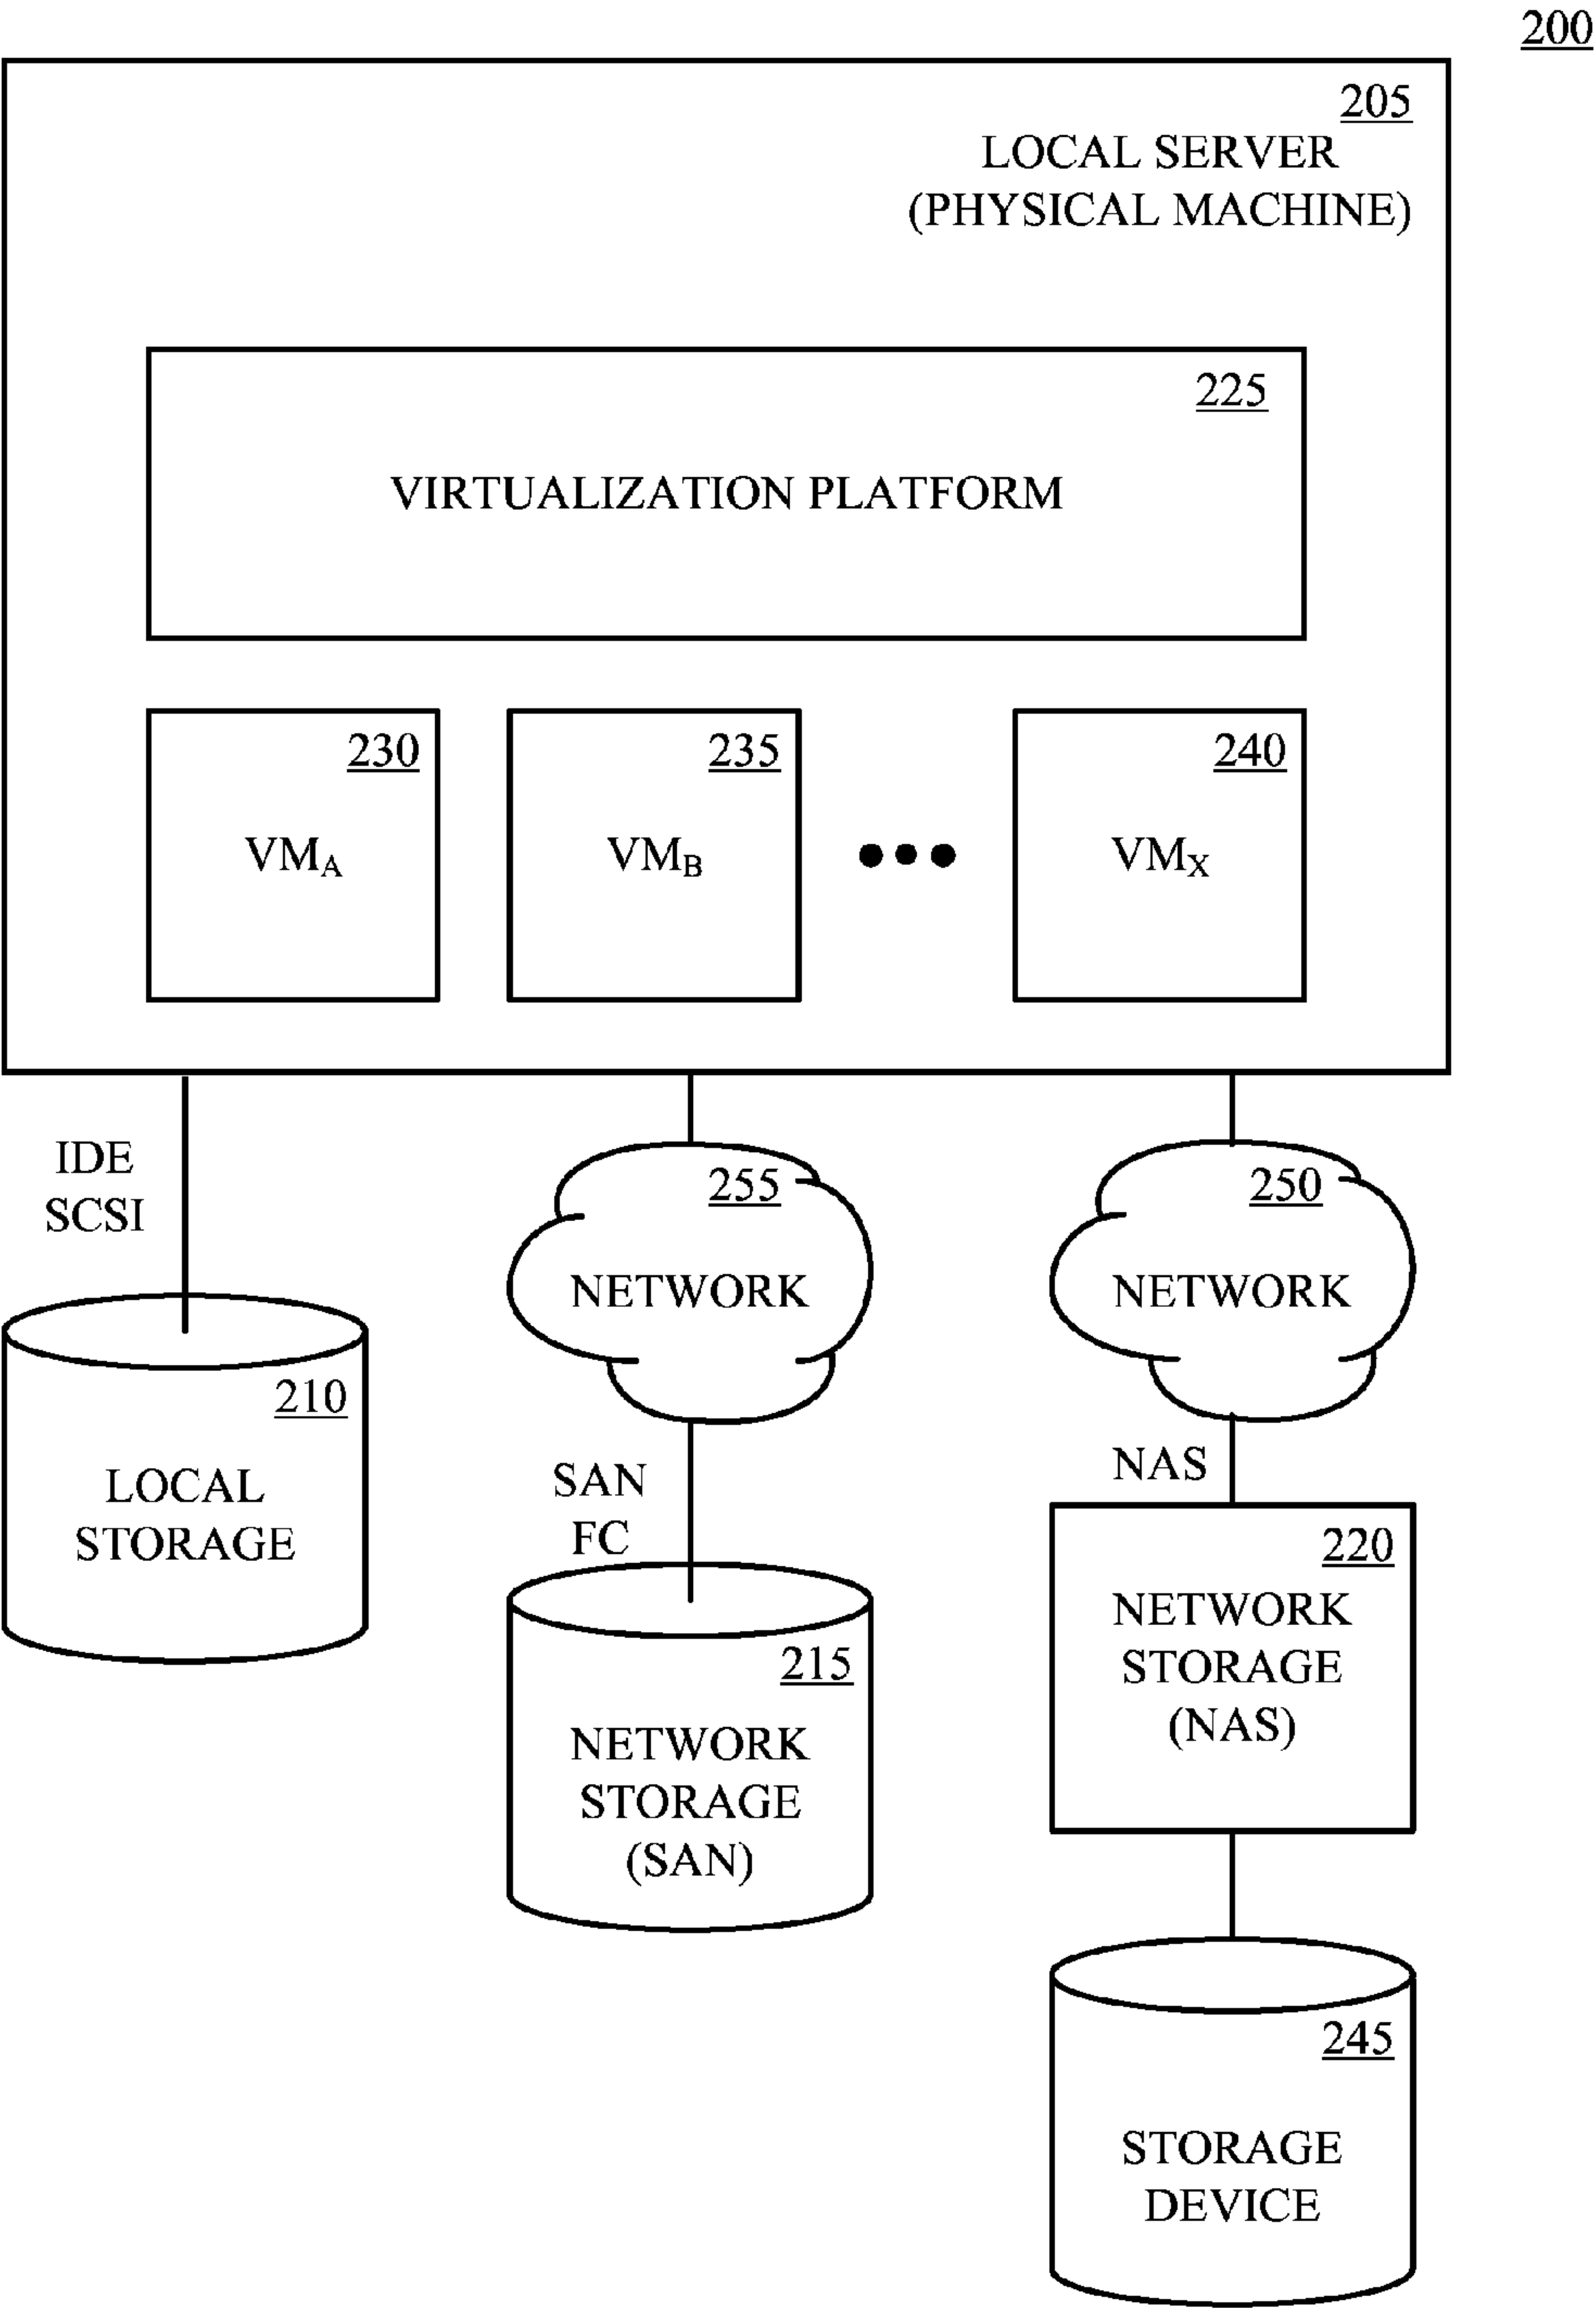 200
205
LOCAL SERVER
(PHYSICAL MACHINE)
225
VIRTUALIZATION PLATFORM
230
VMA
235
VMB
240
VMX
IDE
SCSI
255
NETWORK
250
NETWORK
210
LOCAL
STORAGE
SAN
FC
NAS
215
NETWORK
STORAGE
(SAN)
220
NETWORK
STORAGE
(NAS)
245
STORAGE
DEVICE